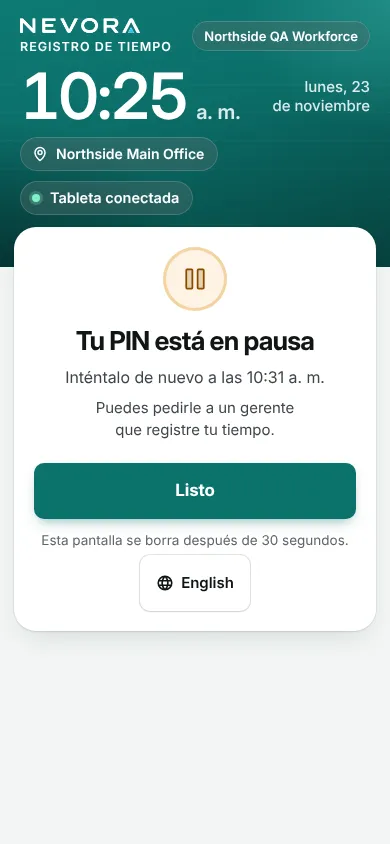 NEVORA
REGISTRO DE TIEMPO
Northside QA Workforce
10:25 a. m.
lunes, 23
de noviembre
Northside Main Office
Tableta conectada
Tu PIN está en pausa
Inténtalo de nuevo a las 10:31 a. m.
Puedes pedirle a un gerente
que registre tu tiempo.
Listo
Esta pantalla se borra después de 30 segundos.
English